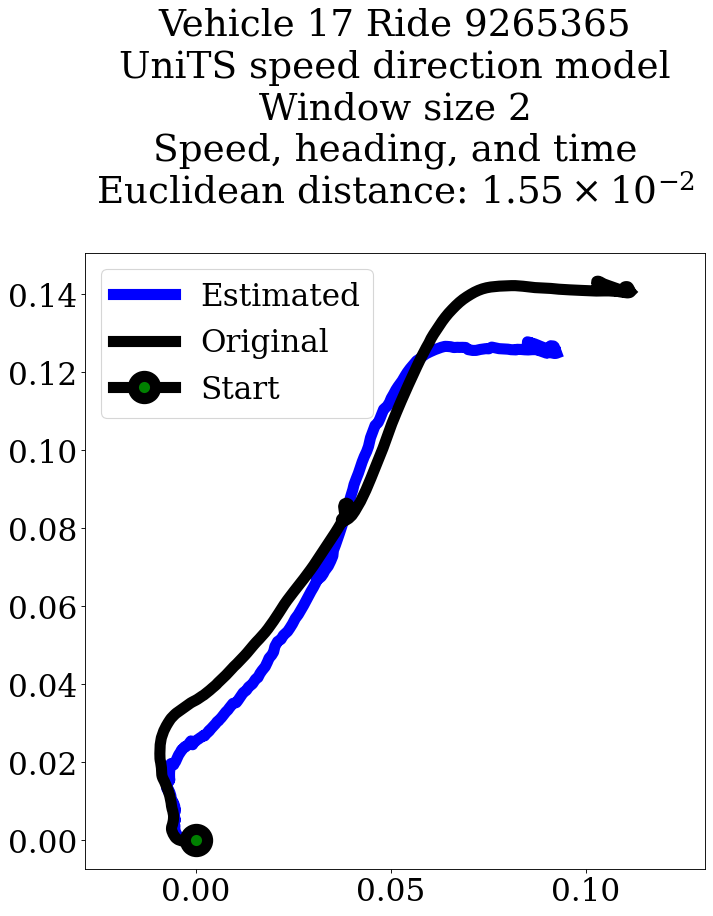 Vehicle 17 Ride 9265365
UniTS speed direction model
Window size 2
Speed, heading, and time
Euclidean distance: 1.55 × 10⁻²
Estimated
Original
Start
0.14
0.12
0.10
0.08
0.06
0.04
0.02
0.00
0.00 0.05 0.10